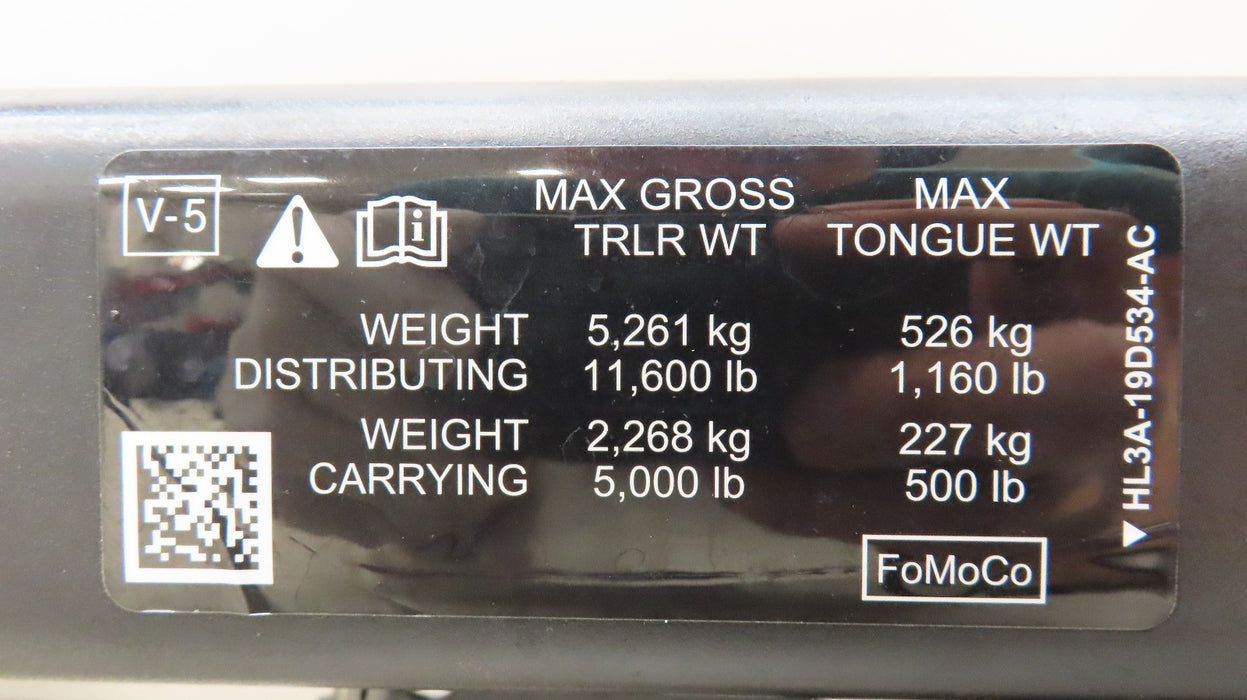 V-5
MAX GROSS MAX
TRLR WT TONGUE WT
WEIGHT 5,261 kg 526 kg
DISTRIBUTING 11,600 lb 1,160 lb
WEIGHT 2,268 kg 227 kg
CARRYING 5,000 lb 500 lb
FoMoCo
HL3A-19D534-AC